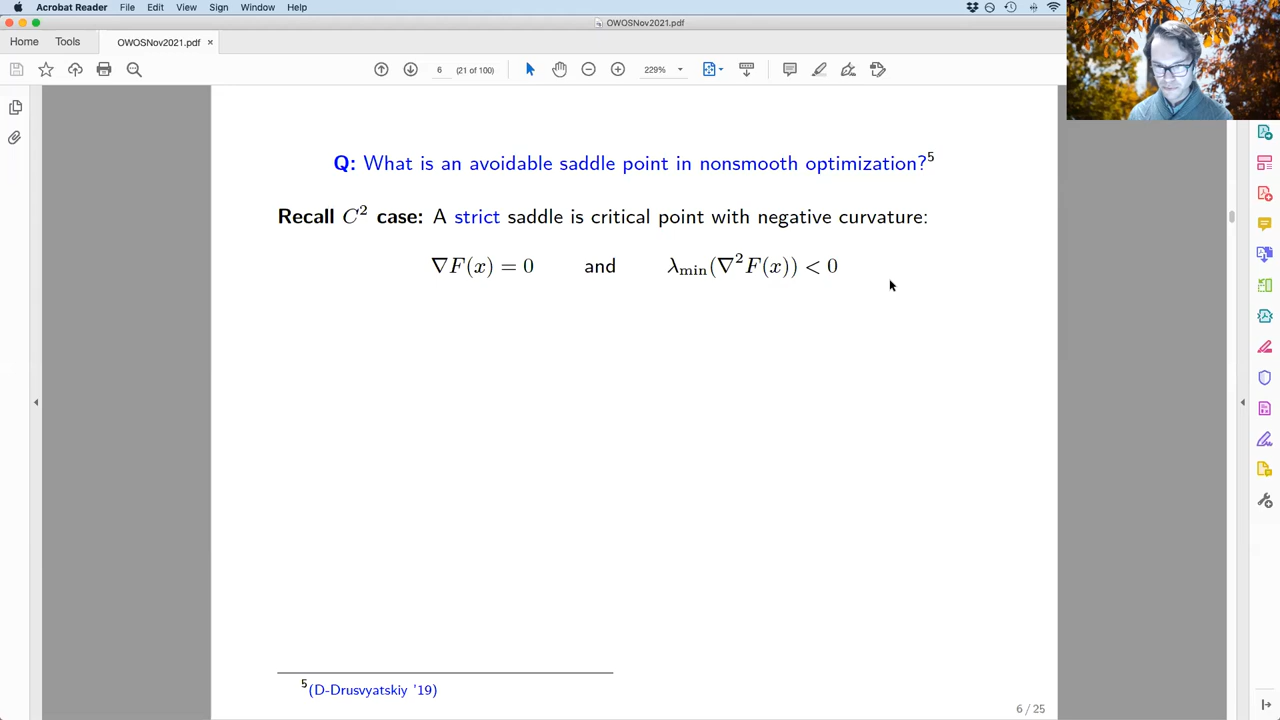 Acrobat Reader File Edit View Sign Window Help
OWOSNov2021.pdf
Home Tools OWOSNov2021.pdf ×
6 (21 of 100) 229%
Q: What is an avoidable saddle point in nonsmooth optimization?⁵
Recall C² case: A strict saddle is critical point with negative curvature:
∇F(x) = 0 and λmin(∇²F(x)) < 0
⁵(D-Drusvyatskiy '19)
6 / 25